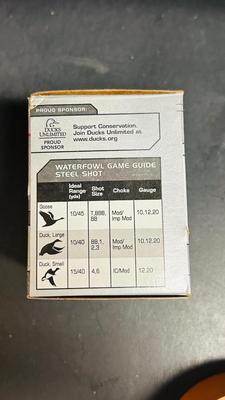 PROUD SPONSOR:
DUCKS
UNLIMITED
PROUD
SPONSOR
Support Conservation.
Join Ducks Unlimited at
www.ducks.org
WATERFOWL GAME GUIDE
STEEL SHOT
Ideal Range (yds) Shot Size Choke Gauge
Goose 10/45 T,BBB, BB Mod/ Imp Mod 10,12,20
Duck, Large 10/40 BB,1, 2,3 Mod/ Imp Mod 10,12,20
Duck, Small 15/40 4,6 IC/Mod 12,20